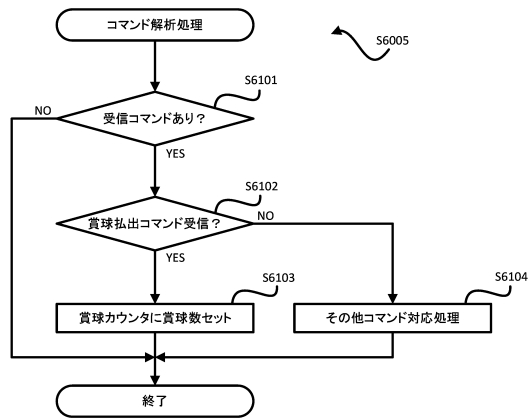 コマンド解析処理
S6005
S6101
NO
受信コマンドあり?
YES
S6102
賞球払出コマンド受信?
NO
YES
S6103
S6104
賞球カウンタに賞球数セット
その他コマンド対応処理
終了